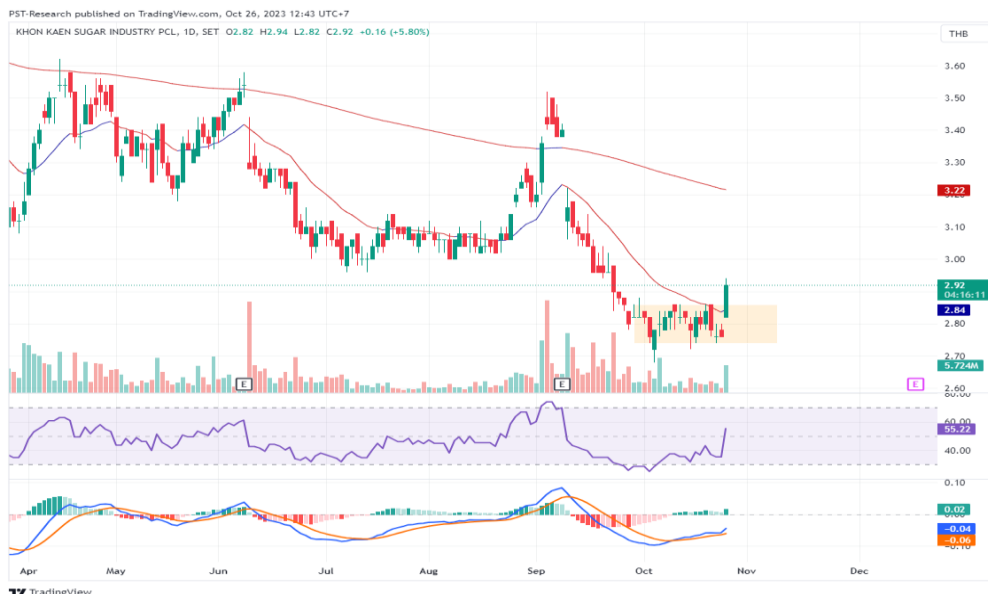 PST-Research published on TradingView.com, Oct 26, 2023 12:43 UTC+7
KHON KAEN SUGAR INDUSTRY PCL, 1D, SET O2.82 H2.94 L2.82 C2.92 +0.16 (+5.80%)
THB
3.60
3.50
3.40
3.30
3.22
3.10
3.00
2.92
04:16:11
2.84
2.80
2.70
5.724M
2.60
E
E
E
80.00
60.00
55.22
40.00
0.10
0.02
0.00
-0.04
-0.06
-0.10
Apr May Jun Jul Aug Sep Oct Nov Dec
TradingView